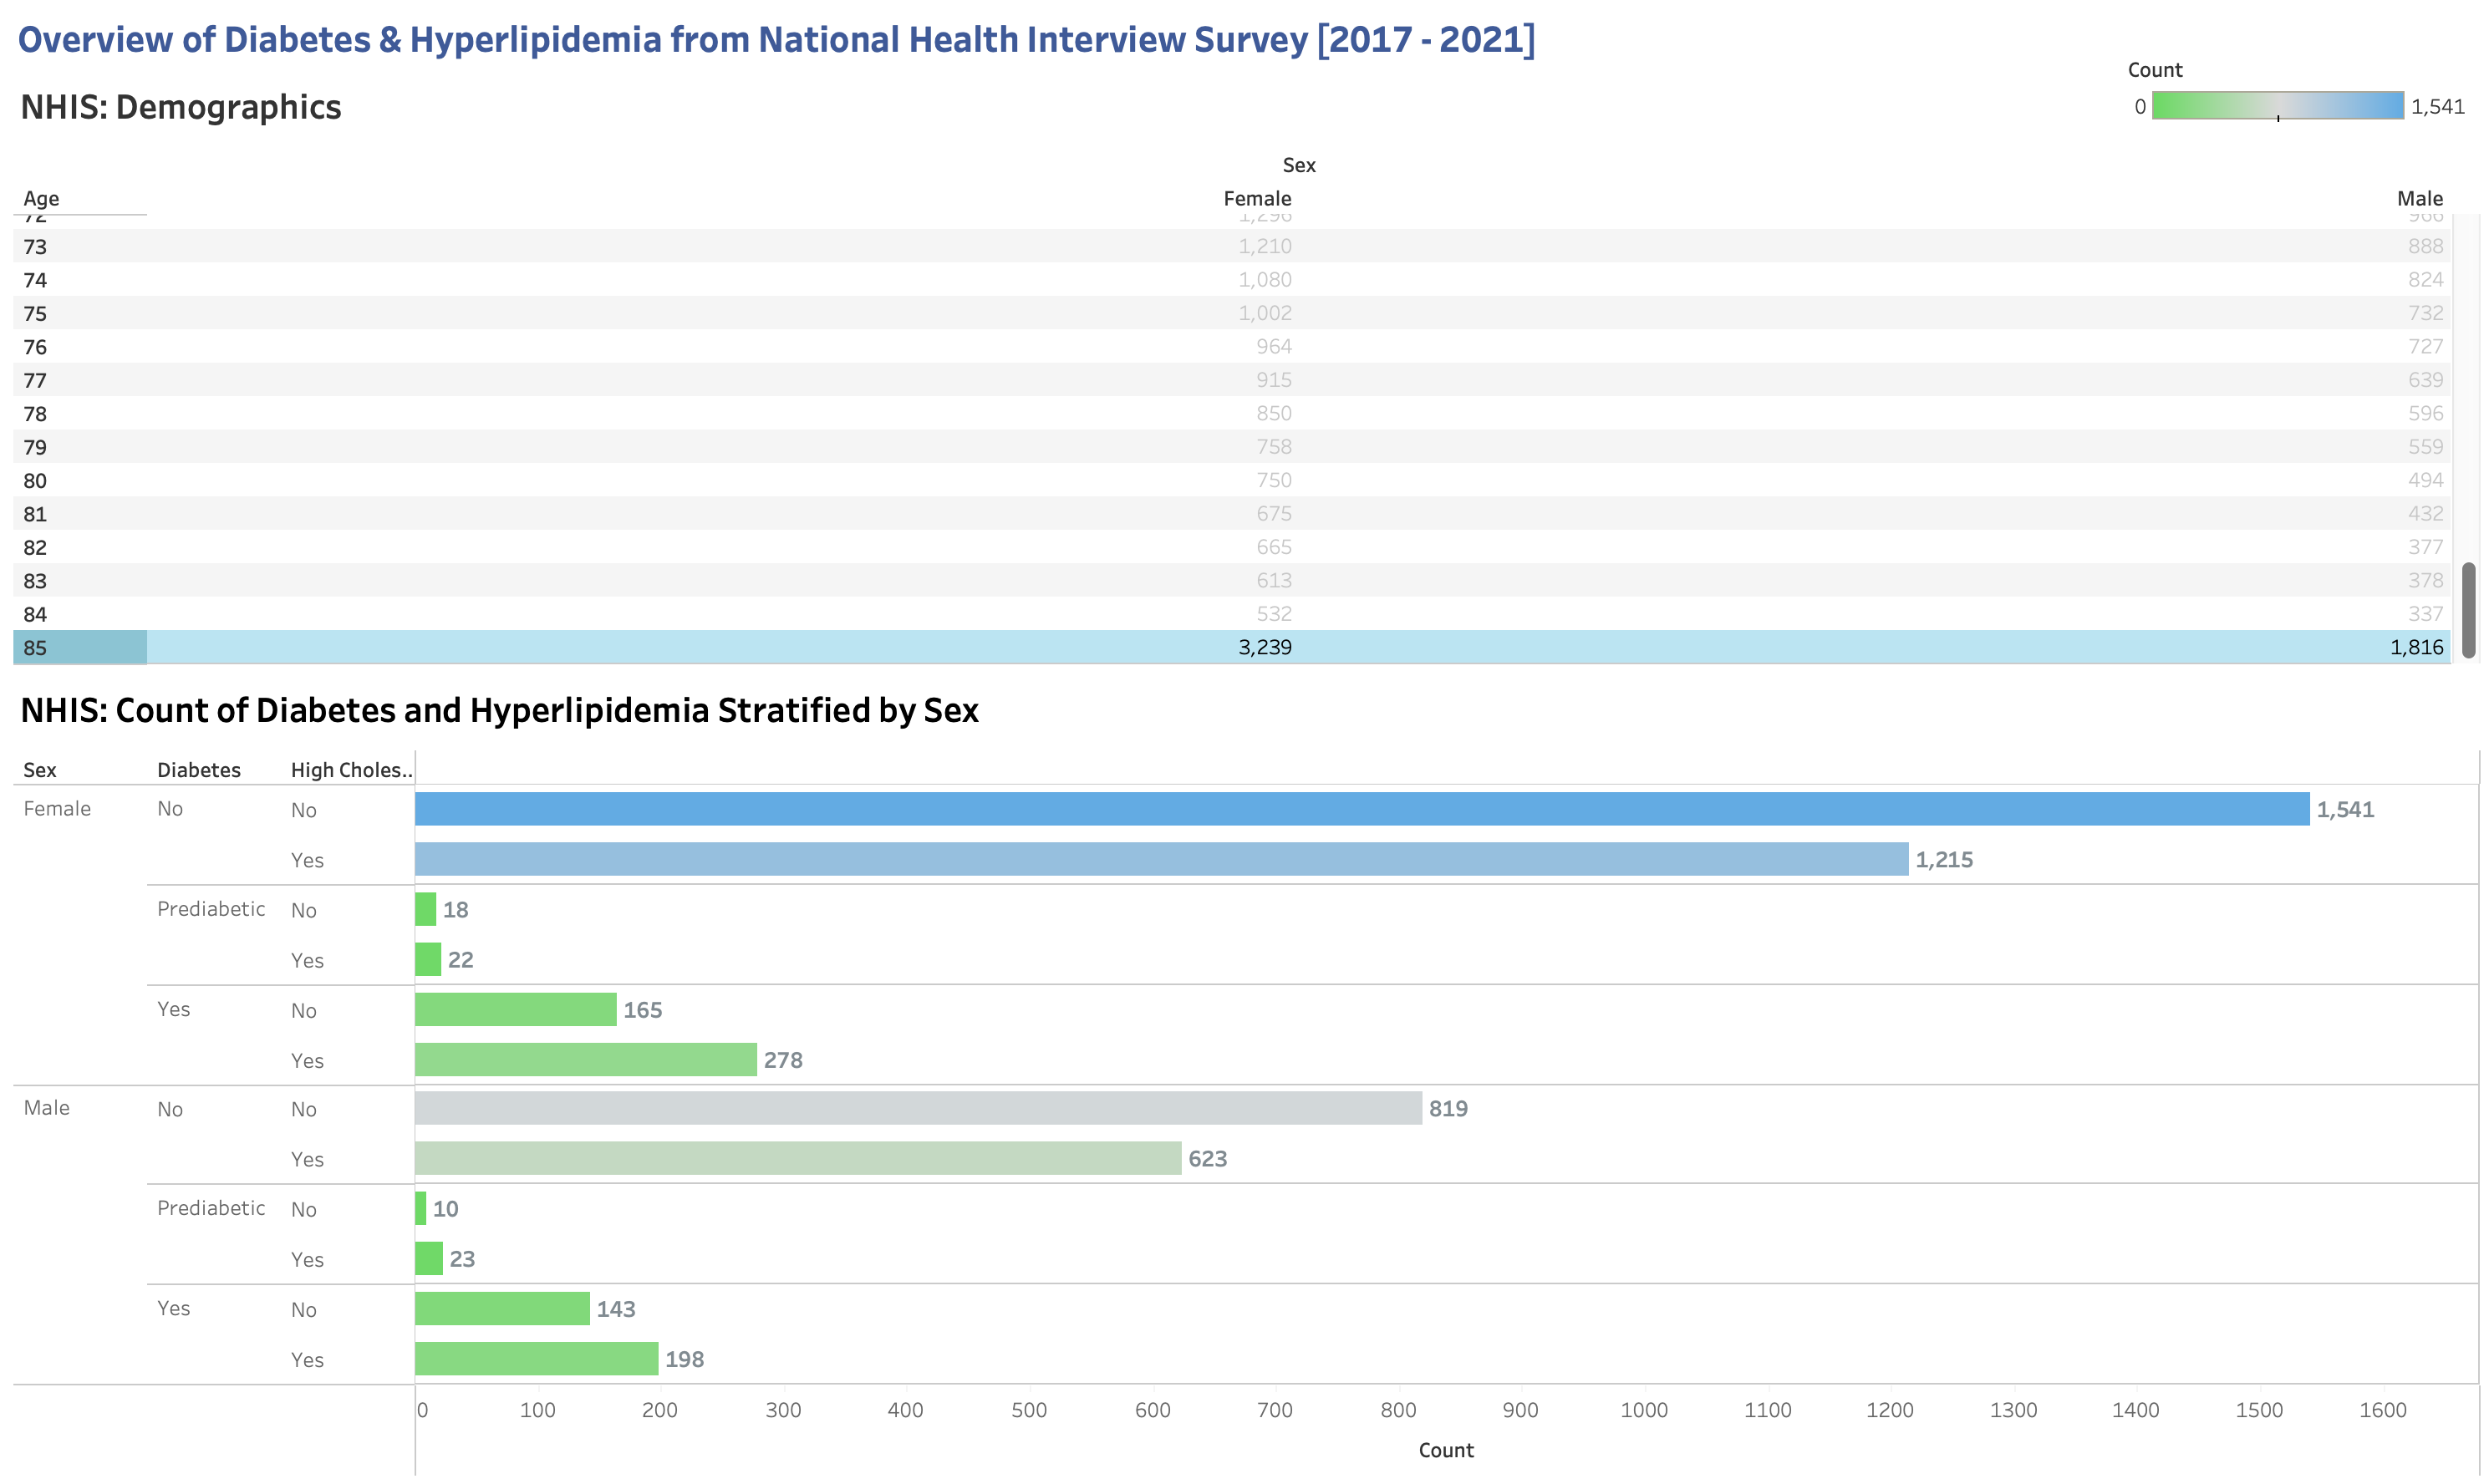 Overview of Diabetes & Hyperlipidemia from National Health Interview Survey [2017 - 2021]
Count
NHIS: Demographics
0 1,541
Sex
Age Female Male
72 1,296 966
73 1,210 888
74 1,080 824
75 1,002 732
76 964 727
77 915 639
78 850 596
79 758 559
80 750 494
81 675 432
82 665 377
83 613 378
84 532 337
85 3,239 1,816
NHIS: Count of Diabetes and Hyperlipidemia Stratified by Sex
Sex Diabetes High Choles..
Female No No 1,541
Yes 1,215
Prediabetic No 18
Yes 22
Yes No 165
Yes 278
Male No No 819
Yes 623
Prediabetic No 10
Yes 23
Yes No 143
Yes 198
0 100 200 300 400 500 600 700 800 900 1000 1100 1200 1300 1400 1500 1600
Count